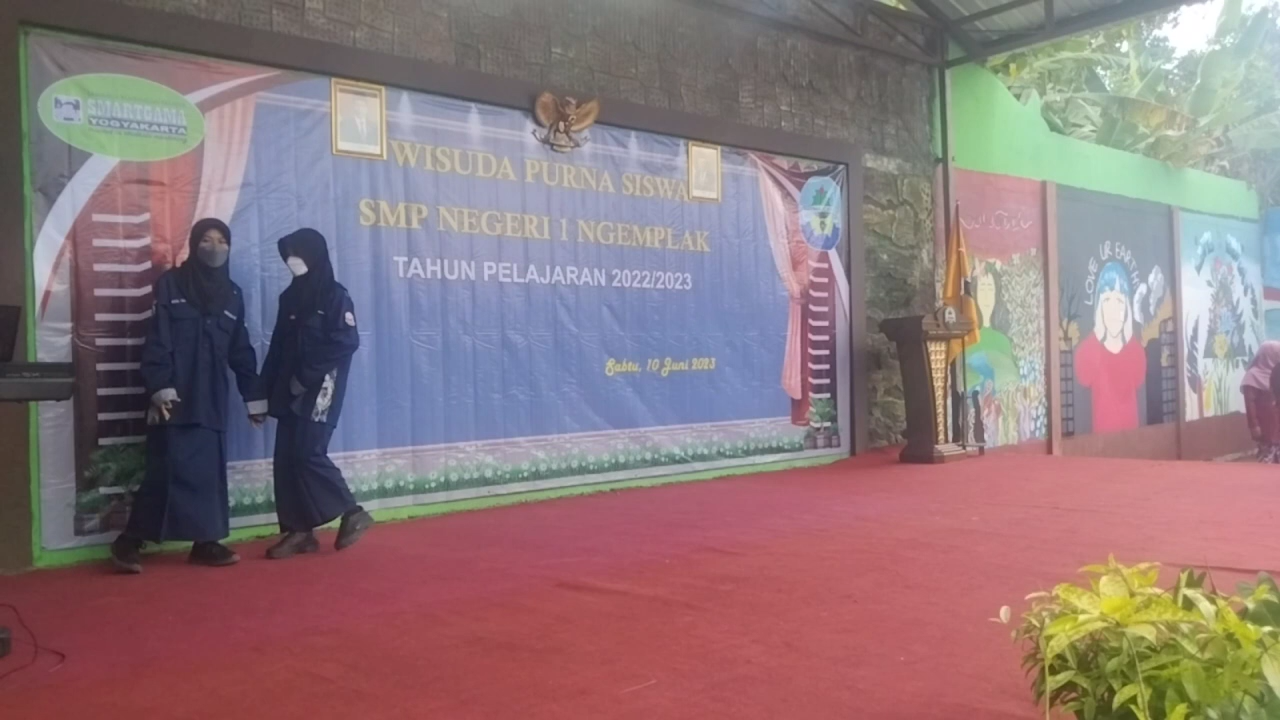 SMARTGAMA
YOGYAKARTA
WISUDA PURNA SISWA
SMP NEGERI 1 NGEMPLAK
TAHUN PELAJARAN 2022/2023
Sabtu, 10 Juni 2023
LOVE UR EARTH